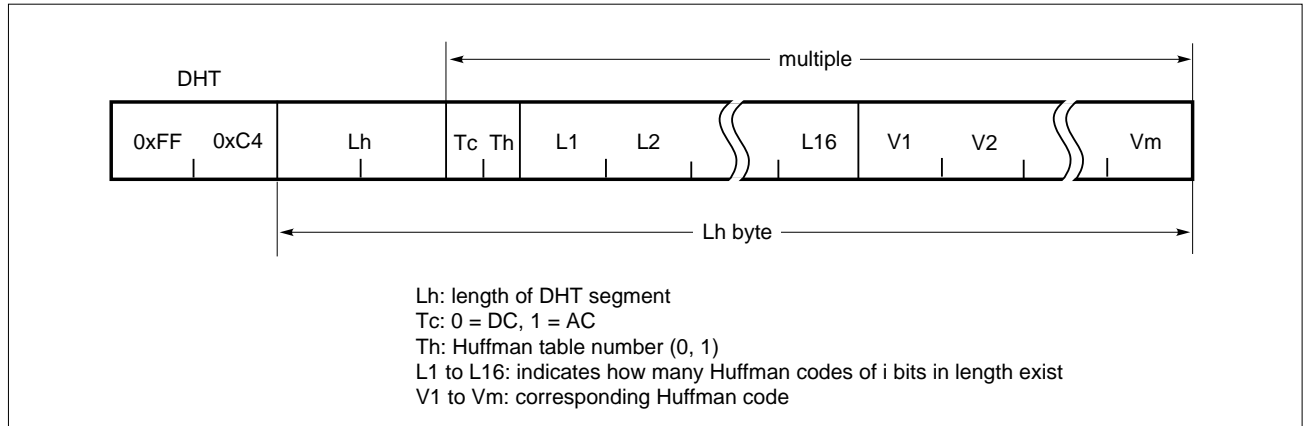 multiple
DHT
0xFF 0xC4 Lh Tc Th L1 L2 L16 V1 V2 Vm
Lh byte
Lh: length of DHT segment
Tc: 0 = DC, 1 = AC
Th: Huffman table number (0, 1)
L1 to L16: indicates how many Huffman codes of i bits in length exist
V1 to Vm: corresponding Huffman code